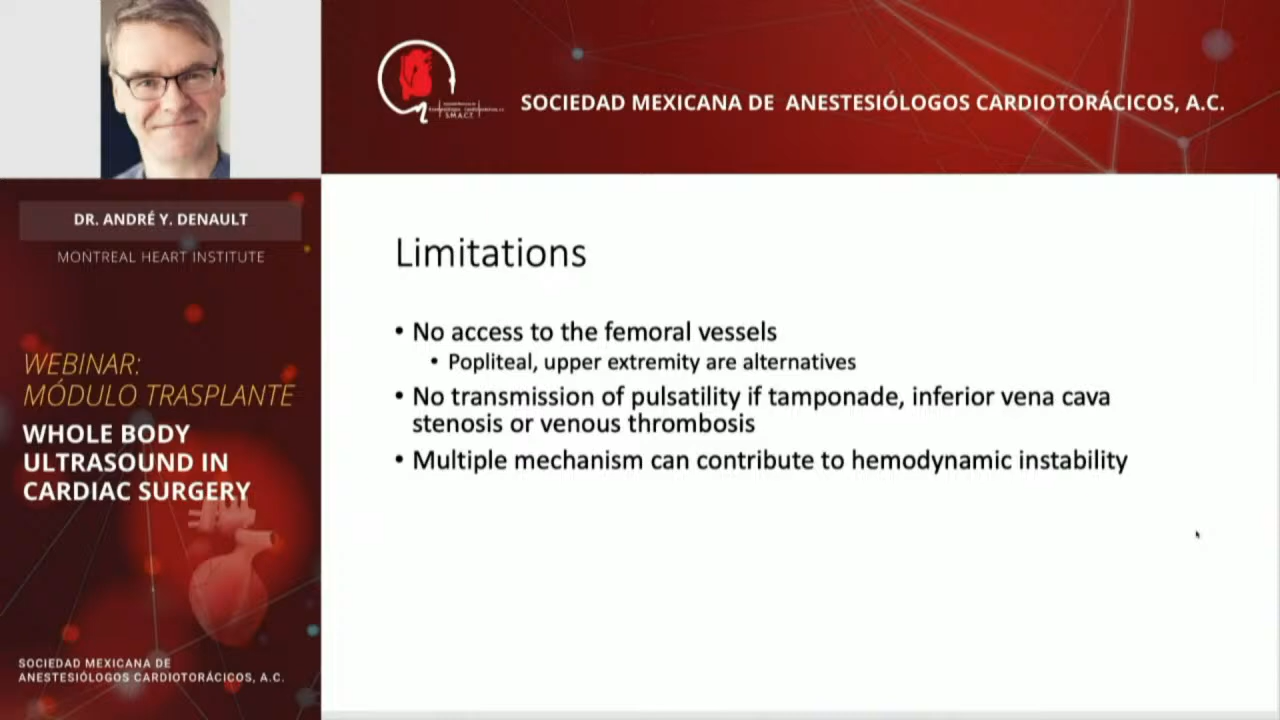 SOCIEDAD MEXICANA DE ANESTESIÓLOGOS CARDIOTORÁCICOS, A.C.
S.M.A.C.T.
DR. ANDRÉ Y. DENAULT
MONTREAL HEART INSTITUTE
WEBINAR:
MÓDULO TRASPLANTE
WHOLE BODY
ULTRASOUND IN
CARDIAC SURGERY
SOCIEDAD MEXICANA DE
ANESTESIÓLOGOS CARDIOTORÁCICOS, A.C.
Limitations
• No access to the femoral vessels
• Popliteal, upper extremity are alternatives
• No transmission of pulsatility if tamponade, inferior vena cava
stenosis or venous thrombosis
• Multiple mechanism can contribute to hemodynamic instability